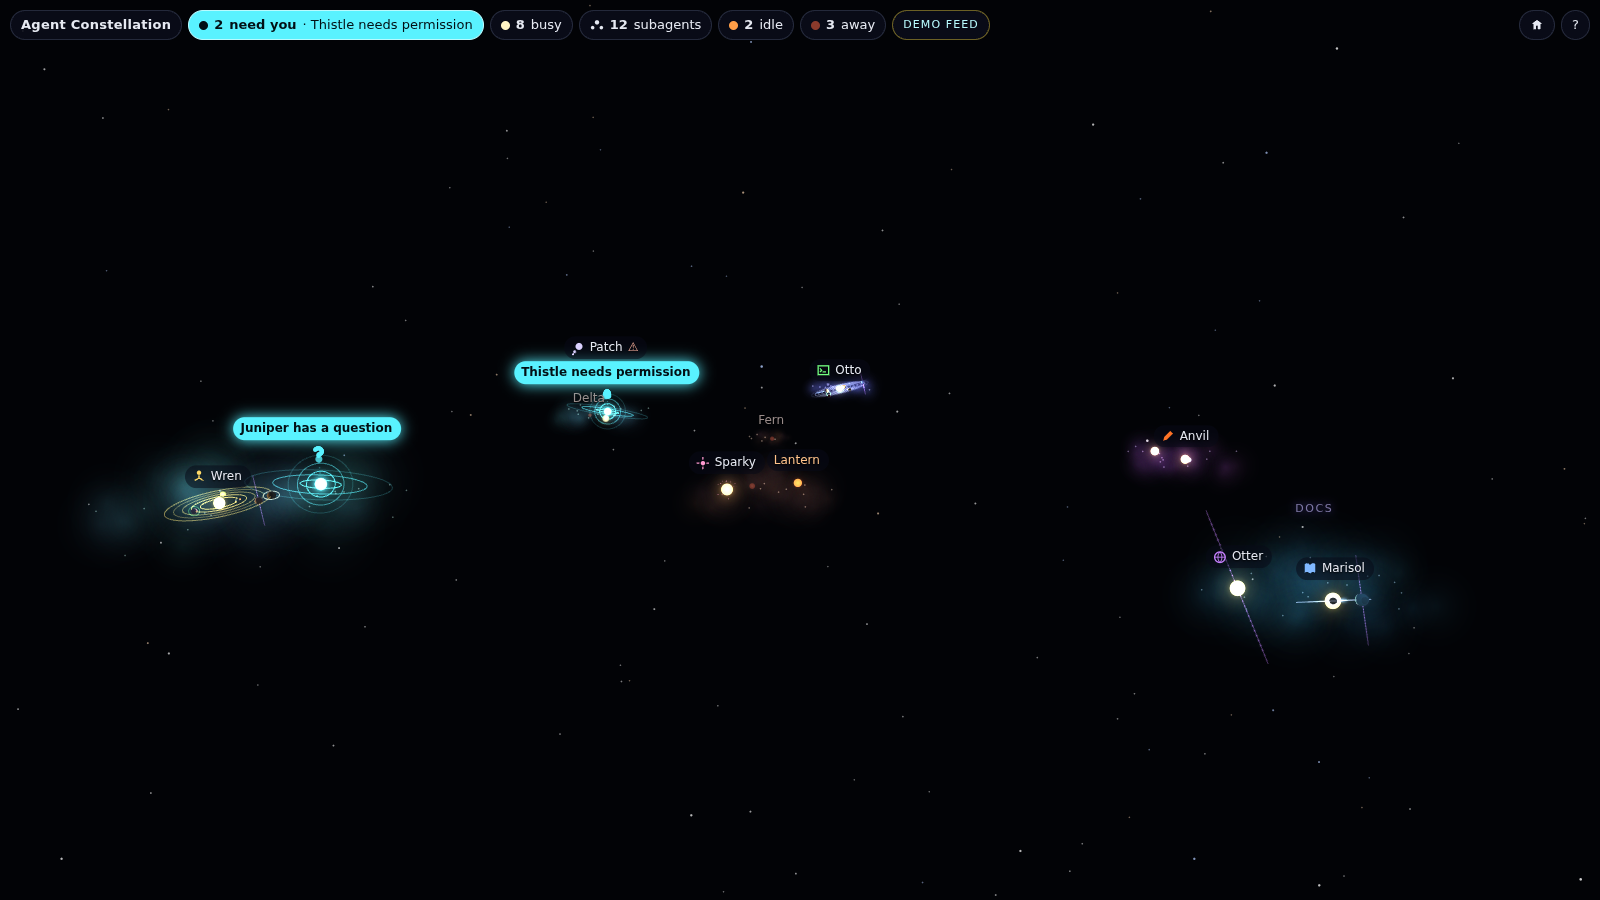 Agent Constellation
2 need you · Thistle needs permission
8 busy
12 subagents
2 idle
3 away
DEMO FEED
?
Patch ⚠
Thistle needs permission
Otto
Delta
Fern
Juniper has a question
?
Anvil
Sparky
Lantern
Wren
DOCS
Otter
Marisol